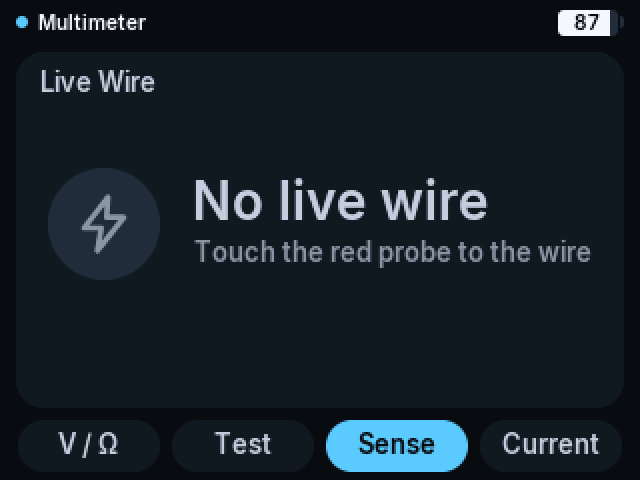 Multimeter
87
Live Wire
No live wire
Touch the red probe to the wire
V / Ω
Test
Sense
Current